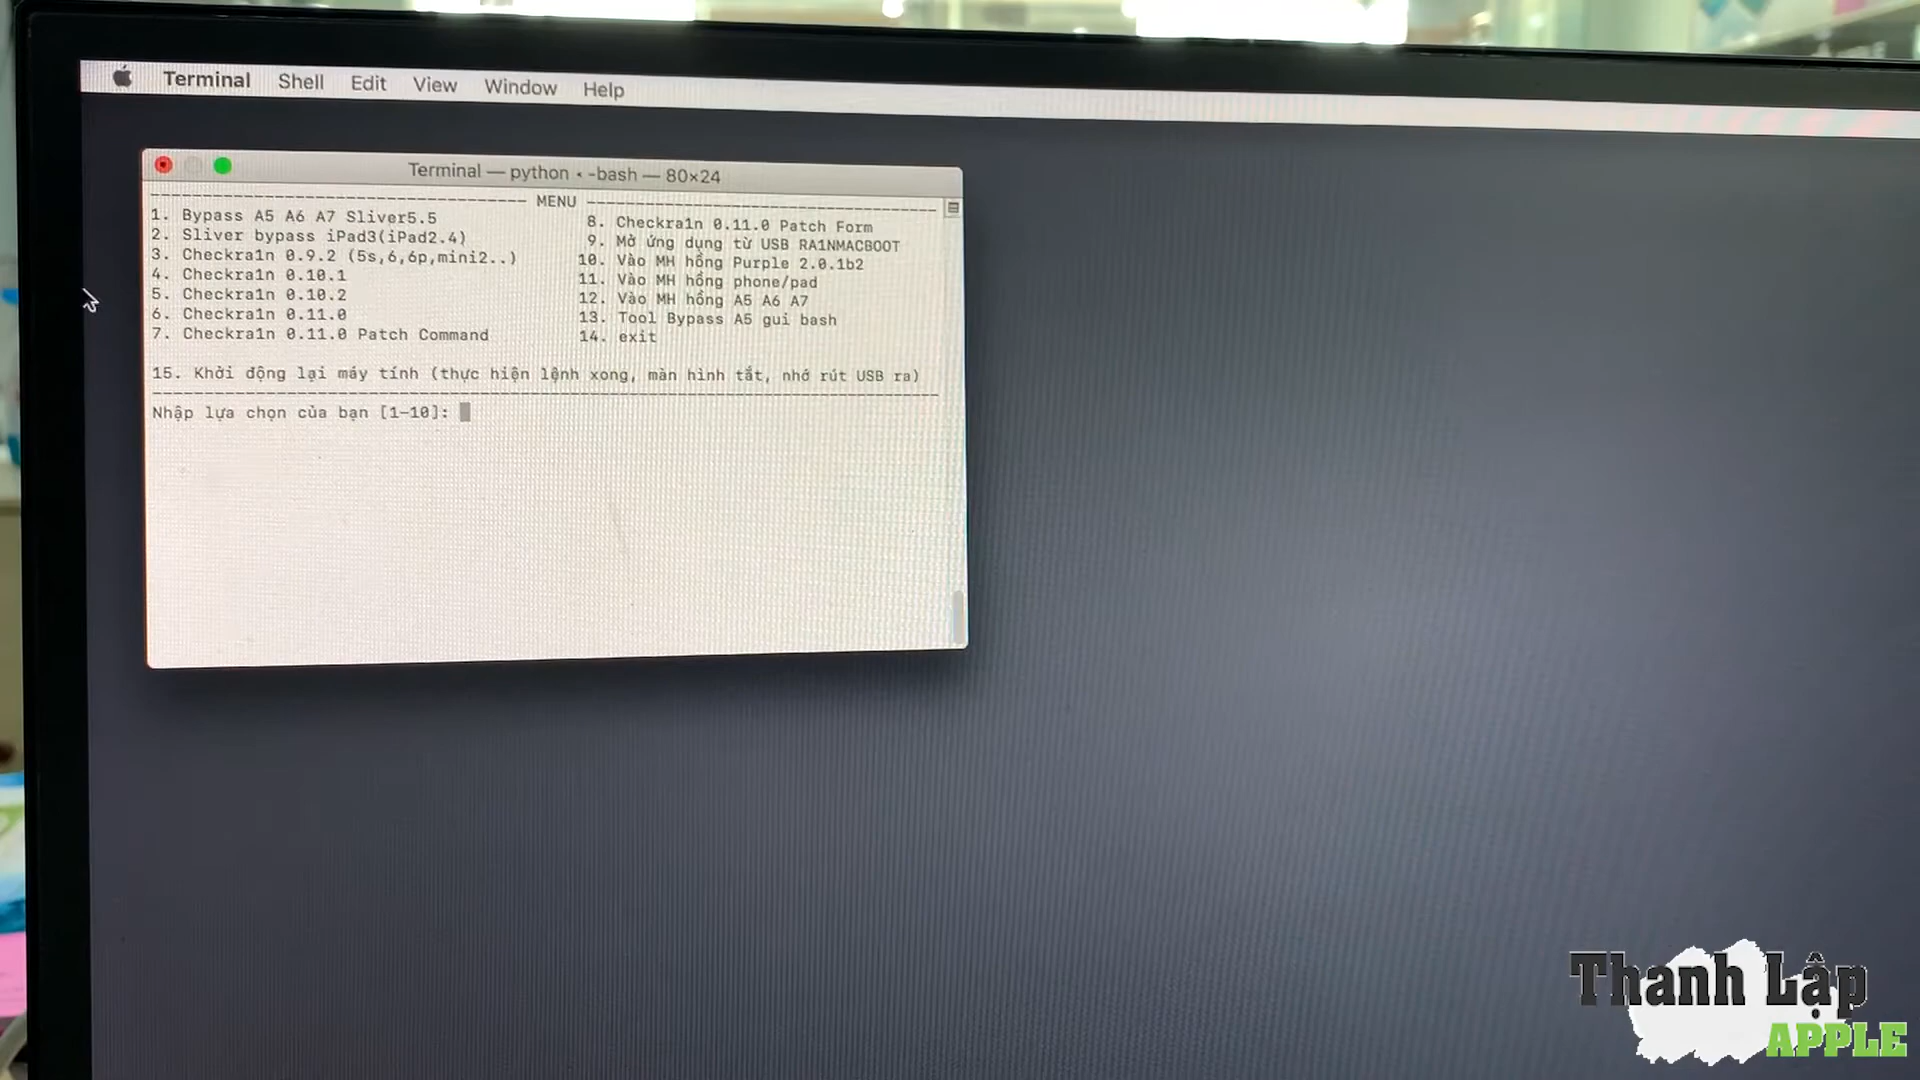 Terminal Shell Edit View Window Help
Terminal — python ‹ -bash — 80×24
MENU
1. Bypass A5 A6 A7 Sliver5.5
2. Sliver bypass iPad3(iPad2.4)
3. Checkra1n 0.9.2 (5s,6,6p,mini2..)
4. Checkra1n 0.10.1
5. Checkra1n 0.10.2
6. Checkra1n 0.11.0
7. Checkra1n 0.11.0 Patch Command
8. Checkra1n 0.11.0 Patch Form
9. Mở ứng dụng từ USB RA1NMACBOOT
10. Vào MH hồng Purple 2.0.1b2
11. Vào MH hồng phone/pad
12. Vào MH hồng A5 A6 A7
13. Tool Bypass A5 gui bash
14. exit
15. Khởi động lại máy tính (thực hiện lệnh xong, màn hình tắt, nhớ rút USB ra)
Nhập lựa chọn của bạn [1-10]:
Thanh Lập
APPLE